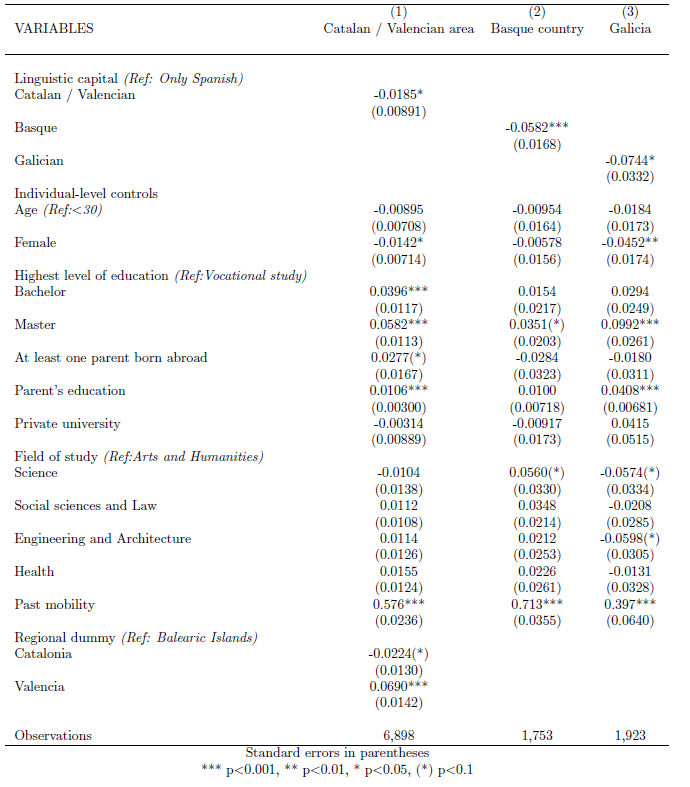 (1) (2) (3)
VARIABLES Catalan / Valencian area Basque country Galicia
Linguistic capital (Ref: Only Spanish)
Catalan / Valencian -0.0185*
(0.00891)
Basque -0.0582***
(0.0168)
Galician -0.0744*
(0.0332)
Individual-level controls
Age (Ref:<30) -0.00895 -0.00954 -0.0184
(0.00708) (0.0164) (0.0173)
Female -0.0142* -0.00578 -0.0452**
(0.00714) (0.0156) (0.0174)
Highest level of education (Ref:Vocational study)
Bachelor 0.0396*** 0.0154 0.0294
(0.0117) (0.0217) (0.0249)
Master 0.0582*** 0.0351(*) 0.0992***
(0.0113) (0.0203) (0.0261)
At least one parent born abroad 0.0277(*) -0.0284 -0.0180
(0.0167) (0.0323) (0.0311)
Parent's education 0.0106*** 0.0100 0.0408***
(0.00300) (0.00718) (0.00681)
Private university -0.00314 -0.00917 0.0415
(0.00889) (0.0173) (0.0515)
Field of study (Ref:Arts and Humanities)
Science -0.0104 0.0560(*) -0.0574(*)
(0.0138) (0.0330) (0.0334)
Social sciences and Law 0.0112 0.0348 -0.0208
(0.0108) (0.0214) (0.0285)
Engineering and Architecture 0.0114 0.0212 -0.0598(*)
(0.0126) (0.0253) (0.0305)
Health 0.0155 0.0226 -0.0131
(0.0124) (0.0261) (0.0328)
Past mobility 0.576*** 0.713*** 0.397***
(0.0236) (0.0355) (0.0640)
Regional dummy (Ref: Balearic Islands)
Catalonia -0.0224(*)
(0.0130)
Valencia 0.0690***
(0.0142)
Observations 6,898 1,753 1,923
Standard errors in parentheses
*** p<0.001, ** p<0.01, * p<0.05, (*) p<0.1